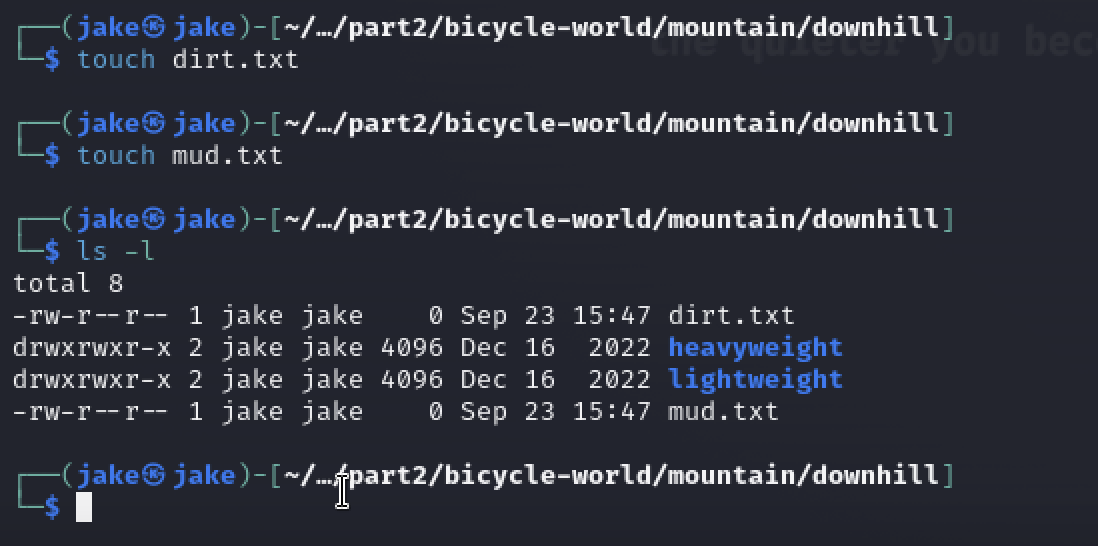 ┌──(jake㉿jake)-[~/…/part2/bicycle-world/mountain/downhill]
└─$ touch dirt.txt
┌──(jake㉿jake)-[~/…/part2/bicycle-world/mountain/downhill]
└─$ touch mud.txt
┌──(jake㉿jake)-[~/…/part2/bicycle-world/mountain/downhill]
└─$ ls -l
total 8
-rw-r--r-- 1 jake jake    0 Sep 23 15:47 dirt.txt
drwxrwxr-x 2 jake jake 4096 Dec 16  2022 heavyweight
drwxrwxr-x 2 jake jake 4096 Dec 16  2022 lightweight
-rw-r--r-- 1 jake jake    0 Sep 23 15:47 mud.txt
┌──(jake㉿jake)-[~/…/part2/bicycle-world/mountain/downhill]
└─$
the quieter you bec